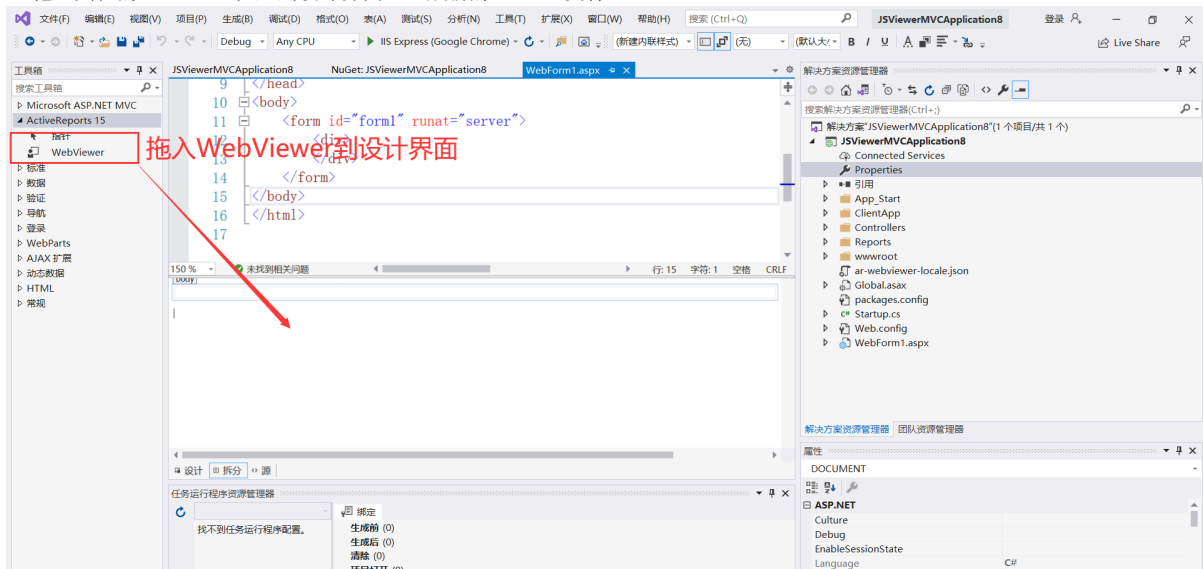 文件(F) 编辑(E) 视图(V) 项目(P) 生成(B) 调试(D) 格式(O) 表(A) 测试(S) 分析(N) 工具(T) 扩展(X) 窗口(W) 帮助(H) 搜索 (Ctrl+Q) JSViewerMVCApplication8 登录
Debug Any CPU IIS Express (Google Chrome) (新建内联样式) (无) (默认大/ B I U A Live Share
工具箱
搜索工具箱
Microsoft ASP.NET MVC
ActiveReports 15
指针
WebViewer
标准
数据
验证
导航
登录
WebParts
AJAX 扩展
动态数据
HTML
常规
JSViewerMVCApplication8 NuGet: JSViewerMVCApplication8 WebForm1.aspx
9 </head>
10 <body>
11 <form id="form1" runat="server">
12 <div>
13 </div>
拖入WebViewer到设计界面
14 </form>
15 </body>
16 </html>
17
150 % 未找到相关问题 行: 15 字符: 1 空格 CRLF
body
设计 拆分 源
任务运行程序资源管理器
找不到任务运行程序配置。
绑定
生成前 (0)
生成后 (0)
清除 (0)
项目打开 (0)
解决方案资源管理器
搜索解决方案资源管理器(Ctrl+;)
解决方案"JSViewerMVCApplication8"(1 个项目/共 1 个)
JSViewerMVCApplication8
Connected Services
Properties
引用
App_Start
ClientApp
Controllers
Reports
wwwroot
ar-webviewer-locale.json
Global.asax
packages.config
Startup.cs
Web.config
WebForm1.aspx
解决方案资源管理器 团队资源管理器
属性
DOCUMENT
ASP.NET
Culture
Debug
EnableSessionState
Language C#